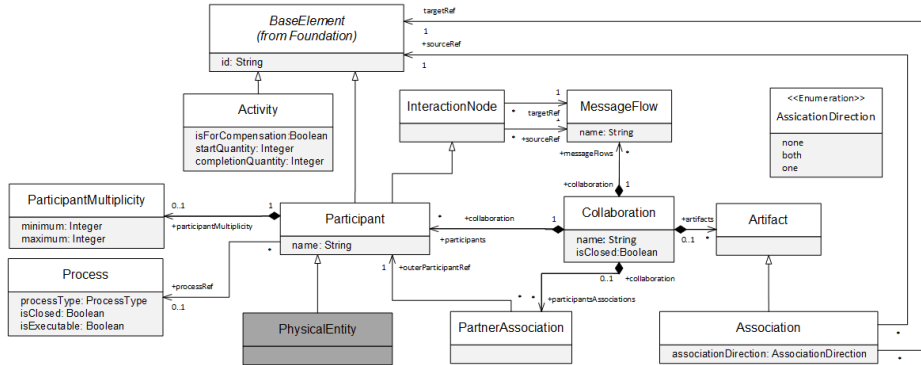 BaseElement
(from Foundation)
id: String
targetRef
1
+sourceRef
1
Activity
isForCompensation:Boolean
startQuantity: Integer
completionQuantity: Integer
InteractionNode
1
* targetRef
1
* +sourceRef
MessageFlow
name: String
+messageFlows *
<<Enumeration>>
AssicationDirection
none
both
one
ParticipantMultiplicity
minimum: Integer
maximum: Integer
0..1
1
+participantMultiplicity
Participant
name: String
*
* +collaboration 1
+participants
+collaboration 1
Collaboration
name: String
isClosed:Boolean
+artifacts
0..1 *
Artifact
Process
processType: ProcessType
isClosed: Boolean
isExecutable: Boolean
+processRef
0..1
1 +outerParticipantRef
0..1 +collaboration
* * +participantsAssociations
PhysicalEntity
PartnerAssociation
Association
associationDirection: AssociationDirection
*
*